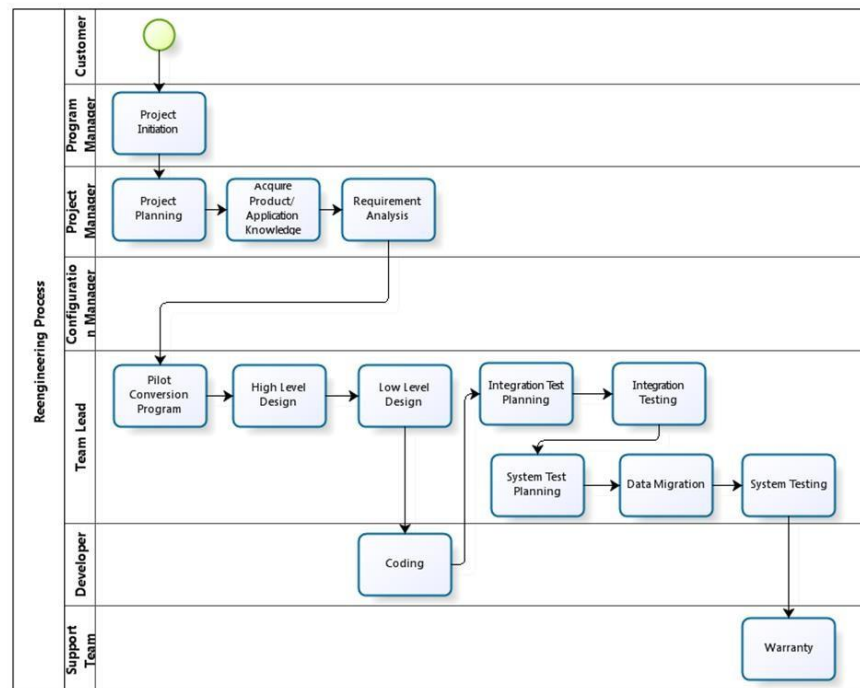 Reengineering Process
Customer
Program
Manager
Project
Manager
Configuratio
n Manager
Team Lead
Developer
Support
Team
Project
Initiation
Project
Planning
Acquire
Product/
Application
Knowledge
Requirement
Analysis
Pilot
Conversion
Program
High Level
Design
Low Level
Design
Integration Test
Planning
Integration
Testing
System Test
Planning
Data Migration
System Testing
Coding
Warranty